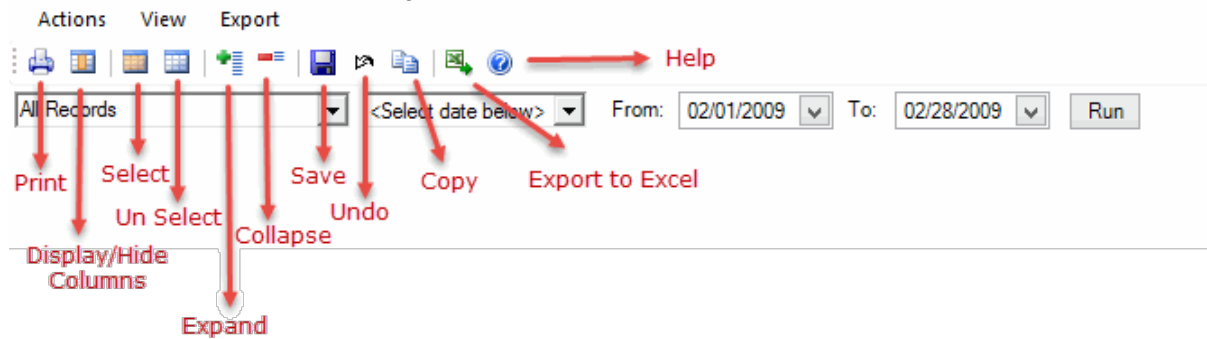 Actions View Export
Help
All Records <Select date below> From: 02/01/2009 To: 02/28/2009 Run
Print Select Save Copy Export to Excel
Un Select Undo
Collapse
Display/Hide
Columns
Expand